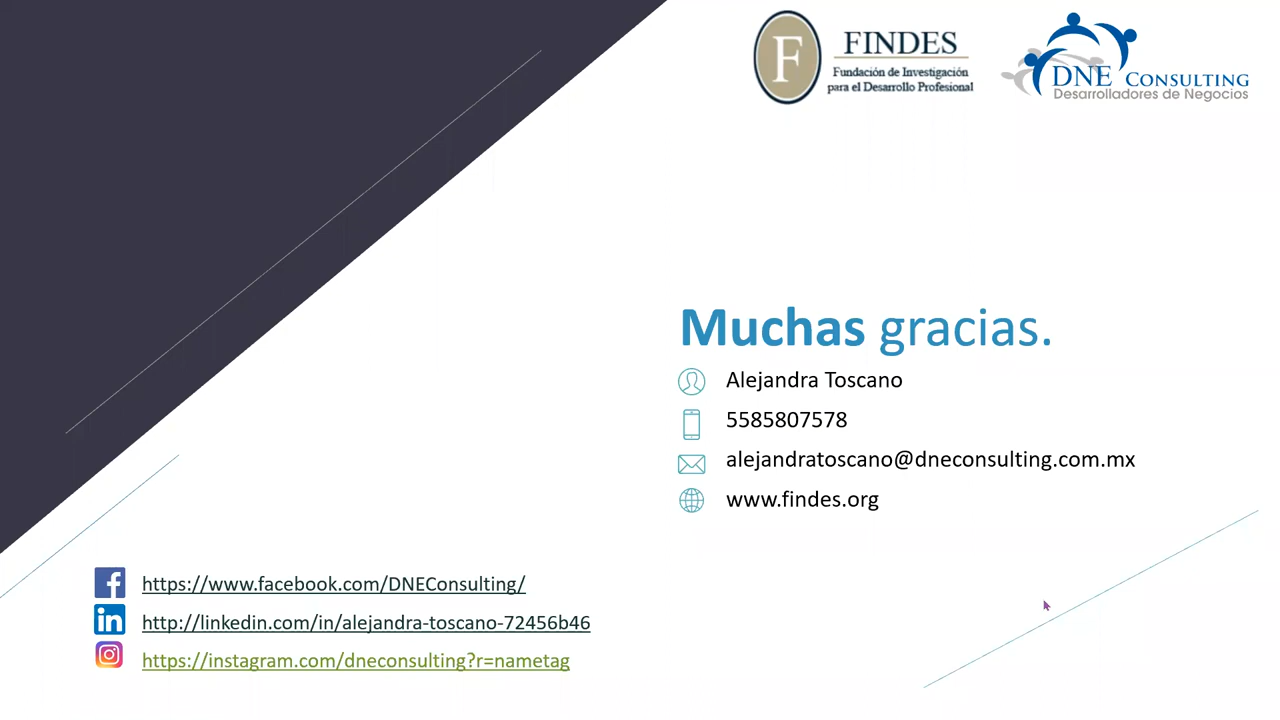 F
FINDES
Fundación de Investigación
para el Desarrollo Profesional
DNE CONSULTING
Desarrolladores de Negocios
Muchas gracias.
Alejandra Toscano
5585807578
alejandratoscano@dneconsulting.com.mx
www.findes.org
https://www.facebook.com/DNEConsulting/
http://linkedin.com/in/alejandra-toscano-72456b46
https://instagram.com/dneconsulting?r=nametag